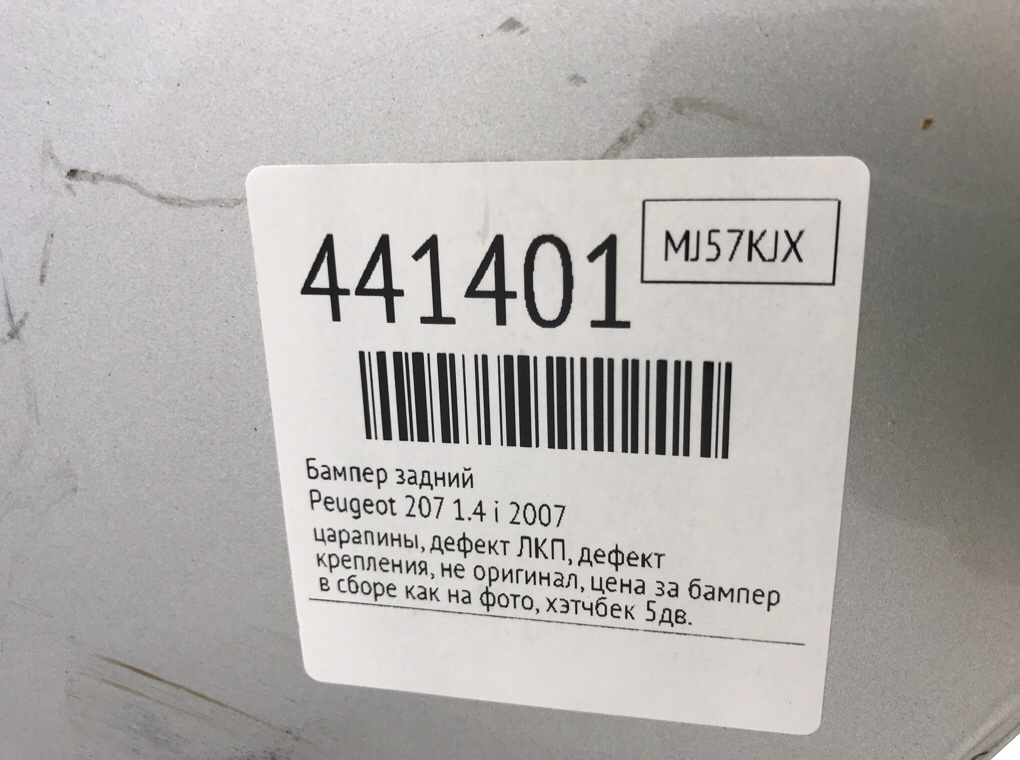 441401
MJ57KJX
Бампер задний
Peugeot 207 1.4 i 2007
царапины, дефект ЛКП, дефект
крепления, не оригинал, цена за бампер
в сборе как на фото, хэтчбек 5дв.